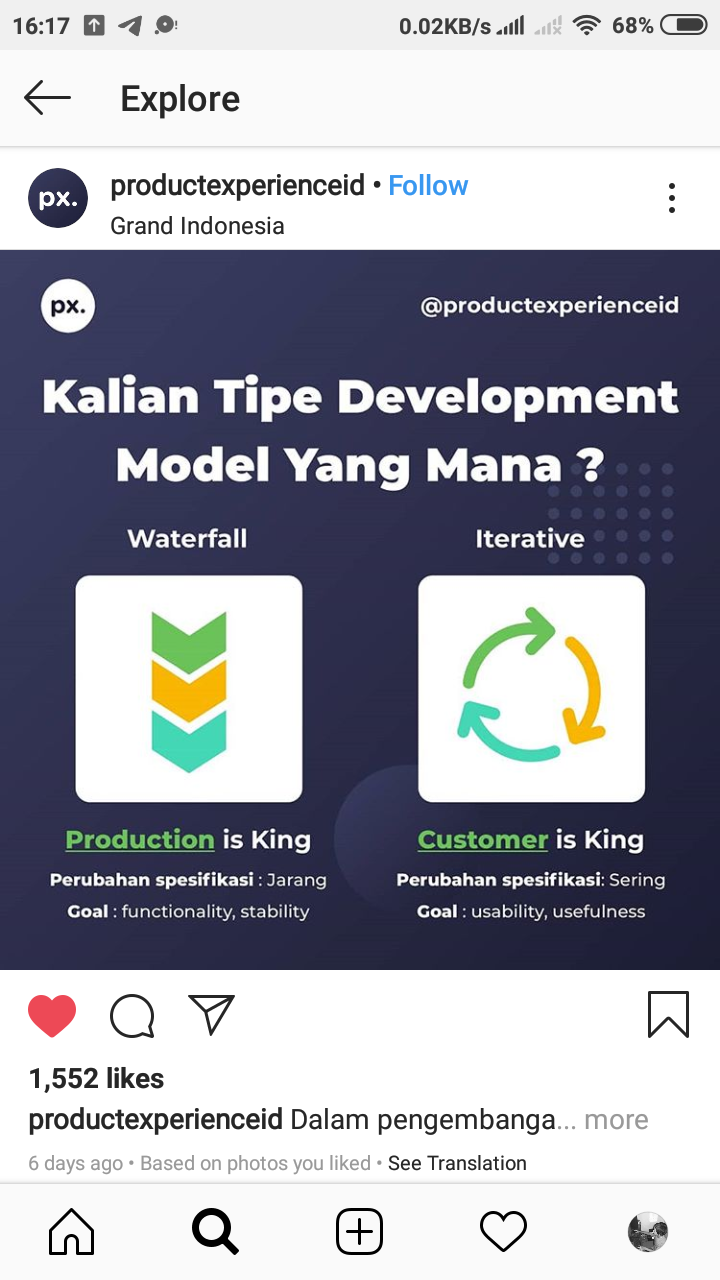 16:17 0.02KB/s 68%
Explore
px. productexperienceid • Follow
Grand Indonesia
px. @productexperienceid
Kalian Tipe Development
Model Yang Mana ?
Waterfall Iterative
Production is King Customer is King
Perubahan spesifikasi : Jarang Perubahan spesifikasi: Sering
Goal : functionality, stability Goal : usability, usefulness
1,552 likes
productexperienceid Dalam pengembanga... more
6 days ago • Based on photos you liked • See Translation